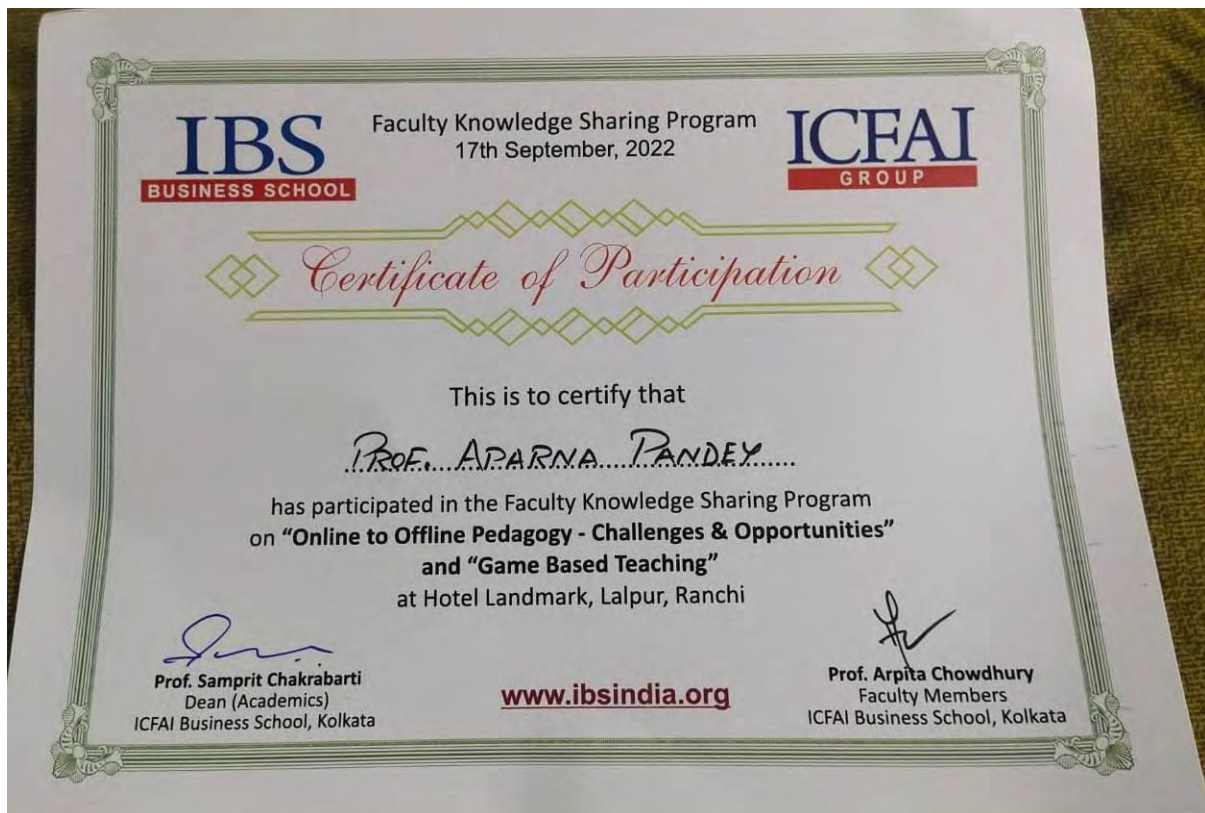 IBS
BUSINESS SCHOOL
Faculty Knowledge Sharing Program
17th September, 2022
ICFAI
GROUP
Certificate of Participation
This is to certify that
PROF. APARNA PANDEY
has participated in the Faculty Knowledge Sharing Program
on “Online to Offline Pedagogy - Challenges & Opportunities”
and “Game Based Teaching”
at Hotel Landmark, Lalpur, Ranchi
Prof. Samprit Chakrabarti
Dean (Academics)
ICFAI Business School, Kolkata
www.ibsindia.org
Prof. Arpita Chowdhury
Faculty Members
ICFAI Business School, Kolkata